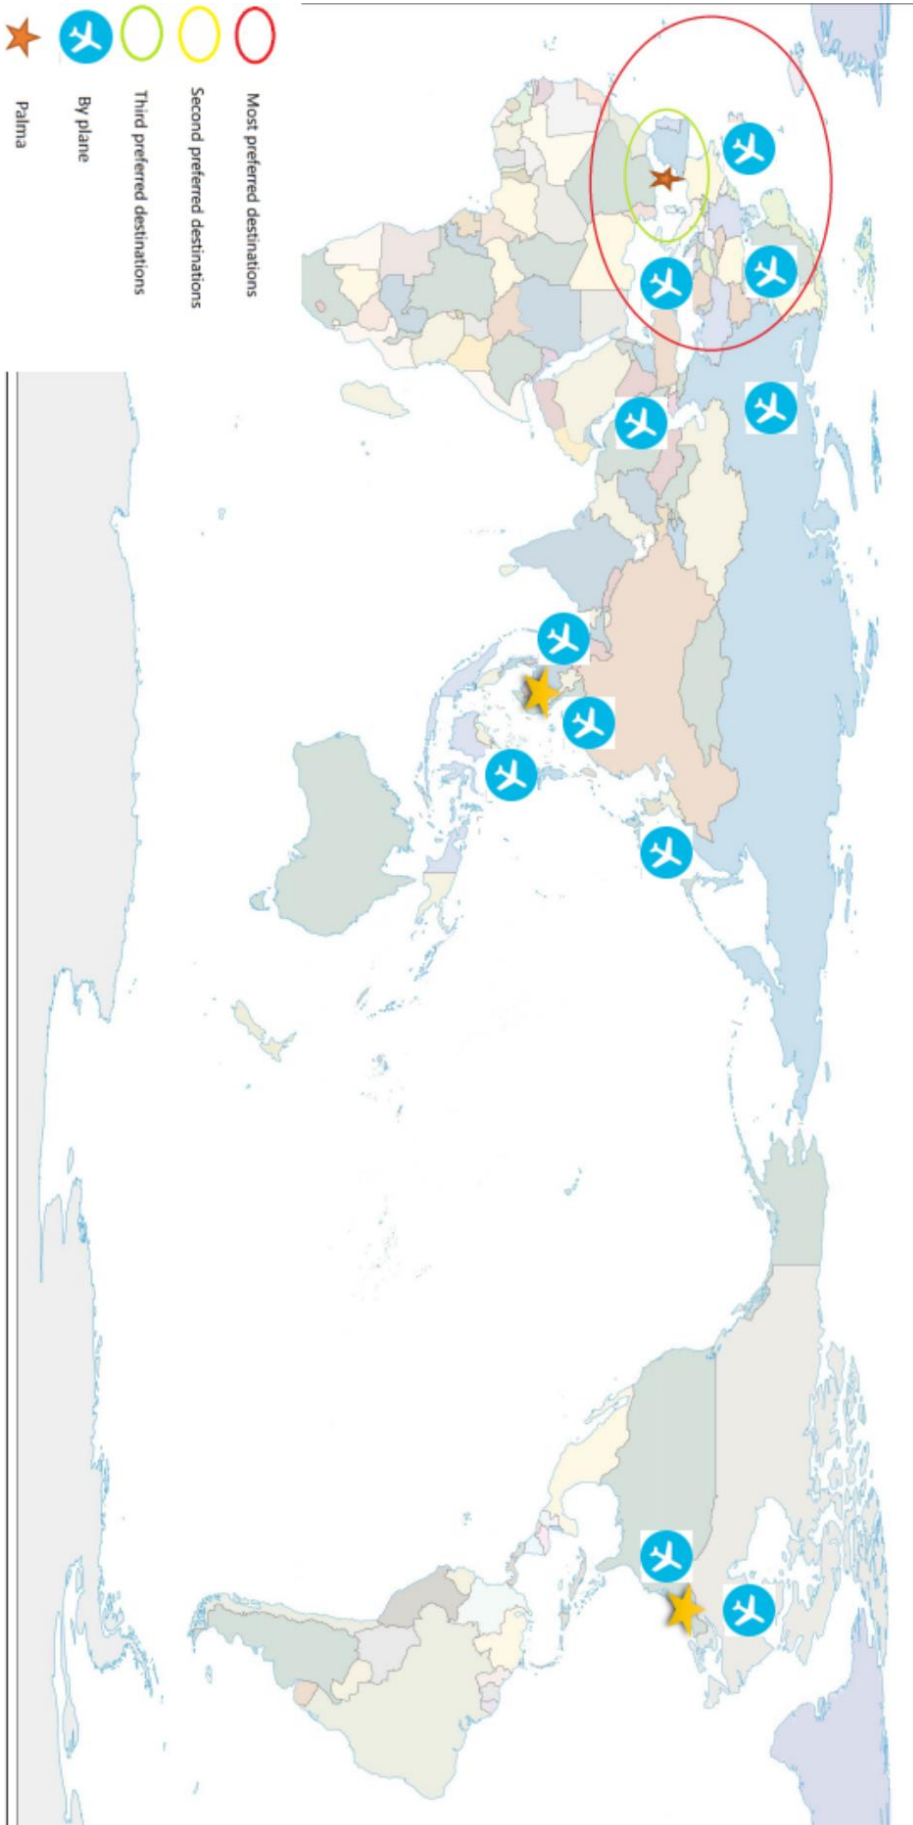 Most preferred destinations
Second preferred destinations
Third preferred destinations
By plane
Palma